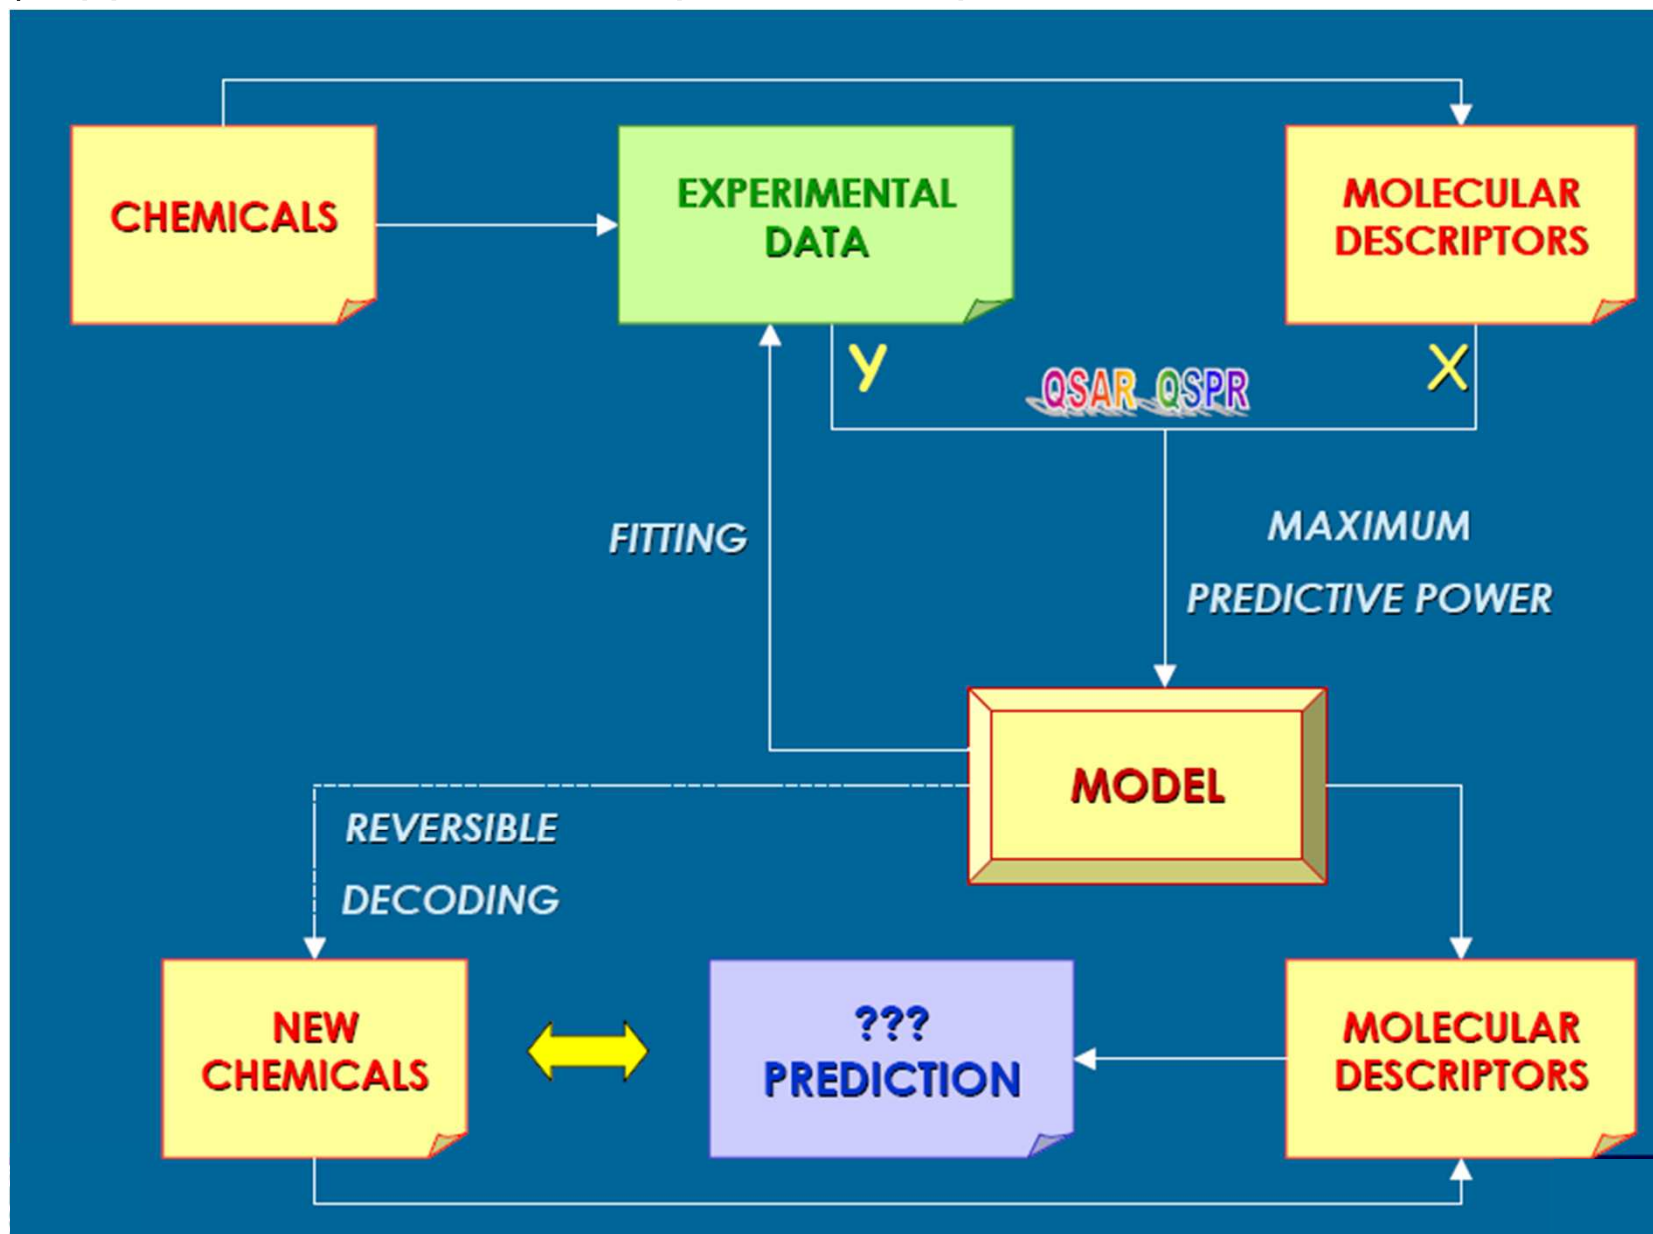 CHEMICALS
EXPERIMENTAL
DATA
MOLECULAR
DESCRIPTORS
Y
QSAR QSPR
X
FITTING
MAXIMUM
PREDICTIVE POWER
MODEL
REVERSIBLE
DECODING
NEW
CHEMICALS
???
PREDICTION
MOLECULAR
DESCRIPTORS